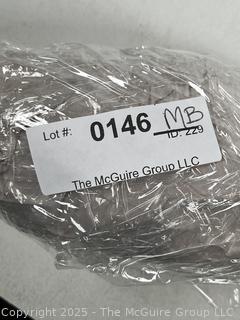 Lot #: 0146 MB
ID: 229
The McGuire Group LLC
Copyright 2025 - The McGuire Group LLC